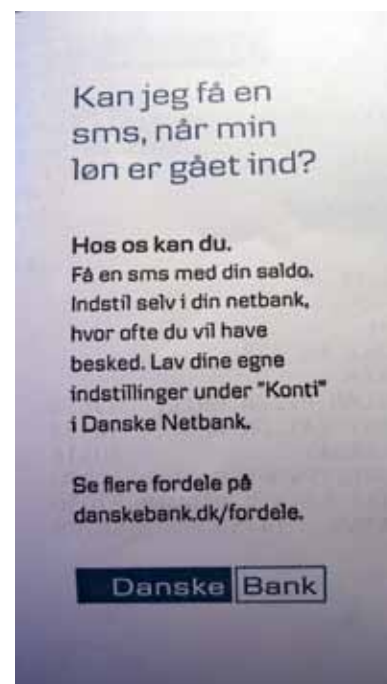 Kan jeg få en
sms, når min
løn er gået ind?
Hos os kan du.
Få en sms med din saldo.
Indstil selv i din netbank,
hvor ofte du vil have
besked. Lav dine egne
indstillinger under "Konti"
i Danske Netbank.
Se flere fordele på
danskebank.dk/fordele.
Danske Bank